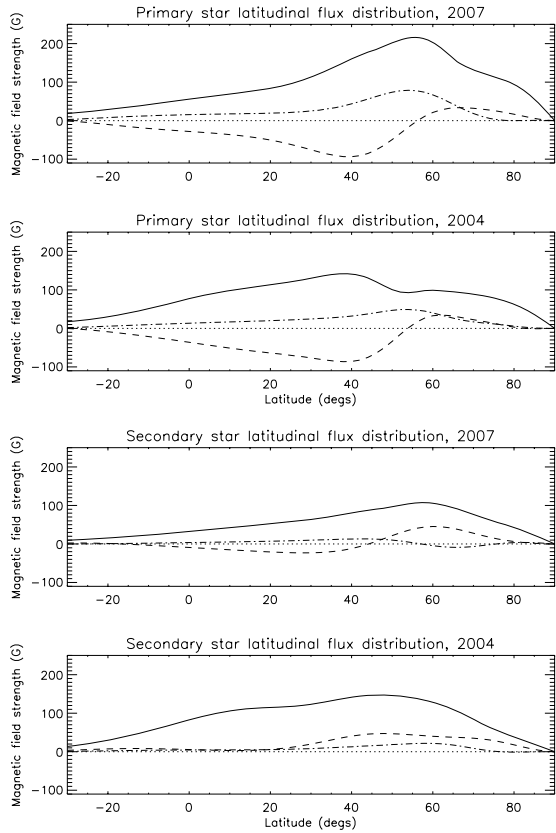 Primary star latitudinal flux distribution, 2007
Magnetic field strength (G)
200
100
0
−100
−20 0 20 40 60 80
Primary star latitudinal flux distribution, 2004
Magnetic field strength (G)
200
100
0
−100
−20 0 20 40 60 80
Latitude (degs)
Secondary star latitudinal flux distribution, 2007
Magnetic field strength (G)
200
100
0
−100
−20 0 20 40 60 80
Secondary star latitudinal flux distribution, 2004
Magnetic field strength (G)
200
100
0
−100
−20 0 20 40 60 80
Latitude (degs)